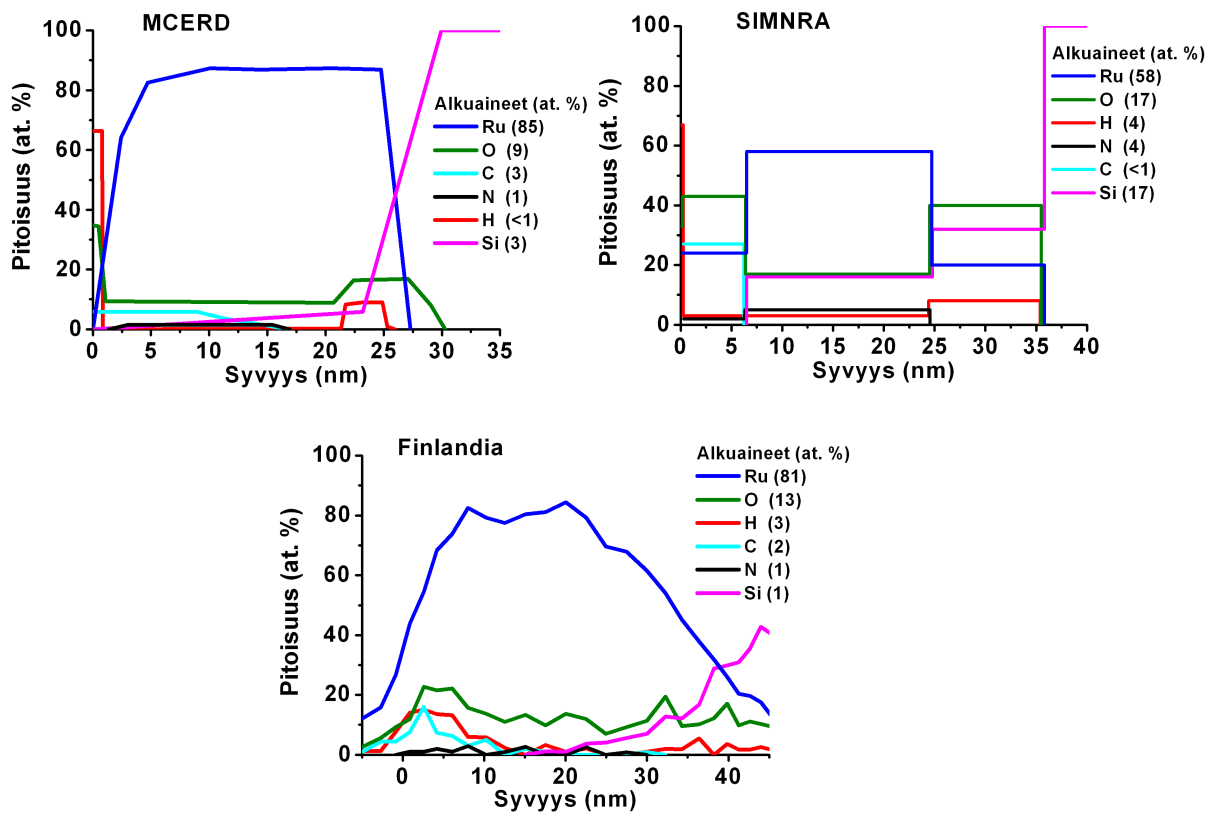 MCERD
Pitoisuus (at. %)
100
80
60
40
20
0
0 5 10 15 20 25 30 35
Syvyys (nm)
Alkuaineet (at. %)
Ru (85)
O (9)
C (3)
N (1)
H (<1)
Si (3)
SIMNRA
Pitoisuus (at. %)
100
80
60
40
20
0
0 5 10 15 20 25 30 35 40
Syvyys (nm)
Alkuaineet (at. %)
Ru (58)
O (17)
H (4)
N (4)
C (<1)
Si (17)
Finlandia
Pitoisuus (at. %)
100
80
60
40
20
0
0 10 20 30 40
Syvyys (nm)
Alkuaineet (at. %)
Ru (81)
O (13)
H (3)
C (2)
N (1)
Si (1)